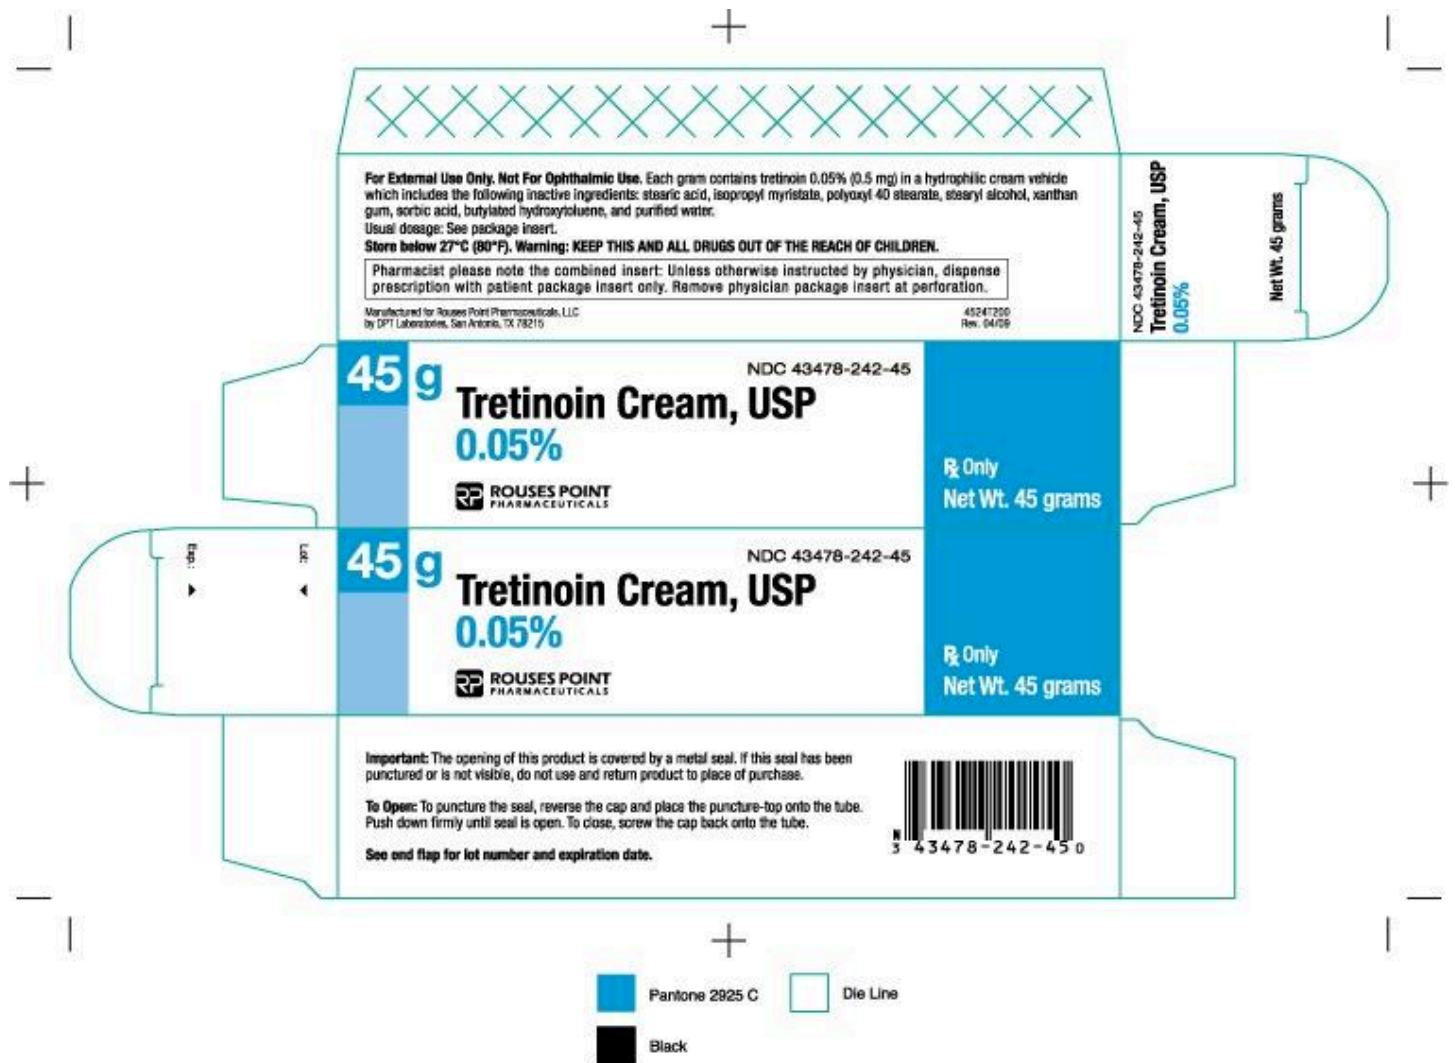 For External Use Only. Not For Ophthalmic Use. Each gram contains tretinoin 0.05% (0.5 mg) in a hydrophilic cream vehicle
which includes the following inactive ingredients: stearic acid, isopropyl myristate, polyoxyl 40 stearate, stearyl alcohol, xanthan
gum, sorbic acid, butylated hydroxytoluene, and purified water.
Usual dosage: See package insert.
Store below 27°C (80°F). Warning: KEEP THIS AND ALL DRUGS OUT OF THE REACH OF CHILDREN.
Pharmacist please note the combined insert: Unless otherwise instructed by physician, dispense
prescription with patient package insert only. Remove physician package insert at perforation.
Manufactured for Rouses Point Pharmaceuticals, LLC
by DPT Laboratories, San Antonio, TX 78215
4524T200
Rev. 04/09
NDC 43478-242-45
Tretinoin Cream, USP
0.05%
Net Wt. 45 grams
45 g
NDC 43478-242-45
Tretinoin Cream, USP
0.05%
RP ROUSES POINT
PHARMACEUTICALS
℞ Only
Net Wt. 45 grams
Exp.:
Lot:
45 g
NDC 43478-242-45
Tretinoin Cream, USP
0.05%
RP ROUSES POINT
PHARMACEUTICALS
℞ Only
Net Wt. 45 grams
Important: The opening of this product is covered by a metal seal. If this seal has been
punctured or is not visible, do not use and return product to place of purchase.
To Open: To puncture the seal, reverse the cap and place the puncture-top onto the tube.
Push down firmly until seal is open. To close, screw the cap back onto the tube.
See end flap for lot number and expiration date.
N
3 43478-242-45 0
Pantone 2925 C
Die Line
Black